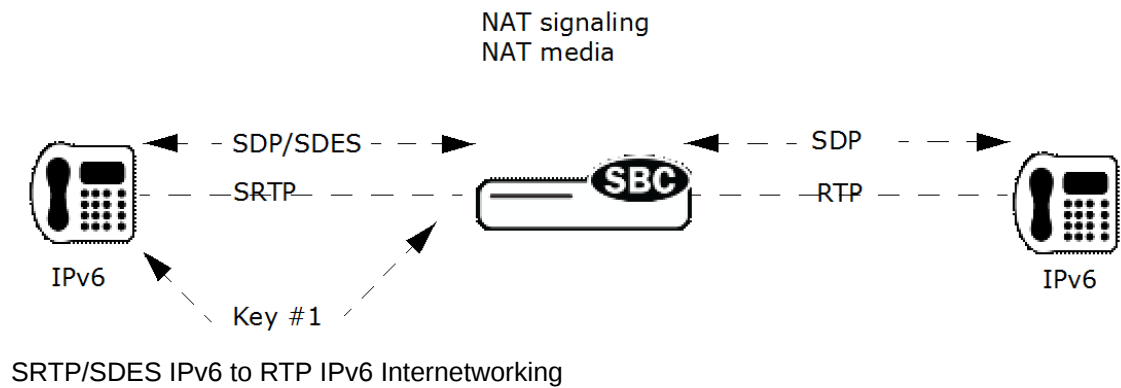 NAT signaling
NAT media
SDP/SDES
SDP
SBC
SRTP
RTP
IPv6
IPv6
Key #1
SRTP/SDES IPv6 to RTP IPv6 Internetworking